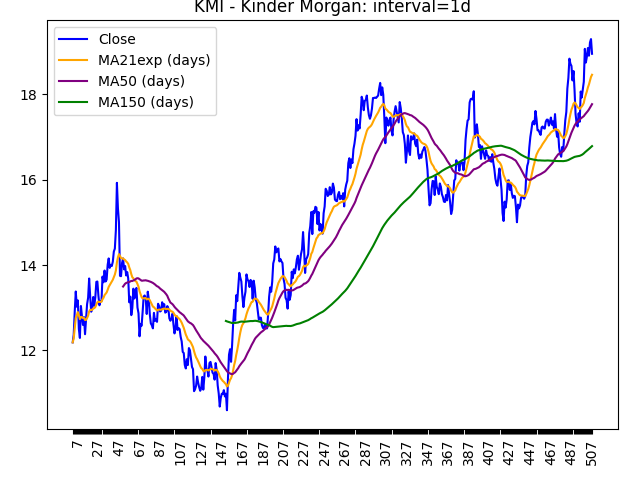 KMI - Kinder Morgan: interval=1d
Close
MA21exp (days)
MA50 (days)
MA150 (days)
18
16
14
12
7 27 47 67 87 107 127 147 167 187 207 227 247 267 287 307 327 347 367 387 407 427 447 467 487 507